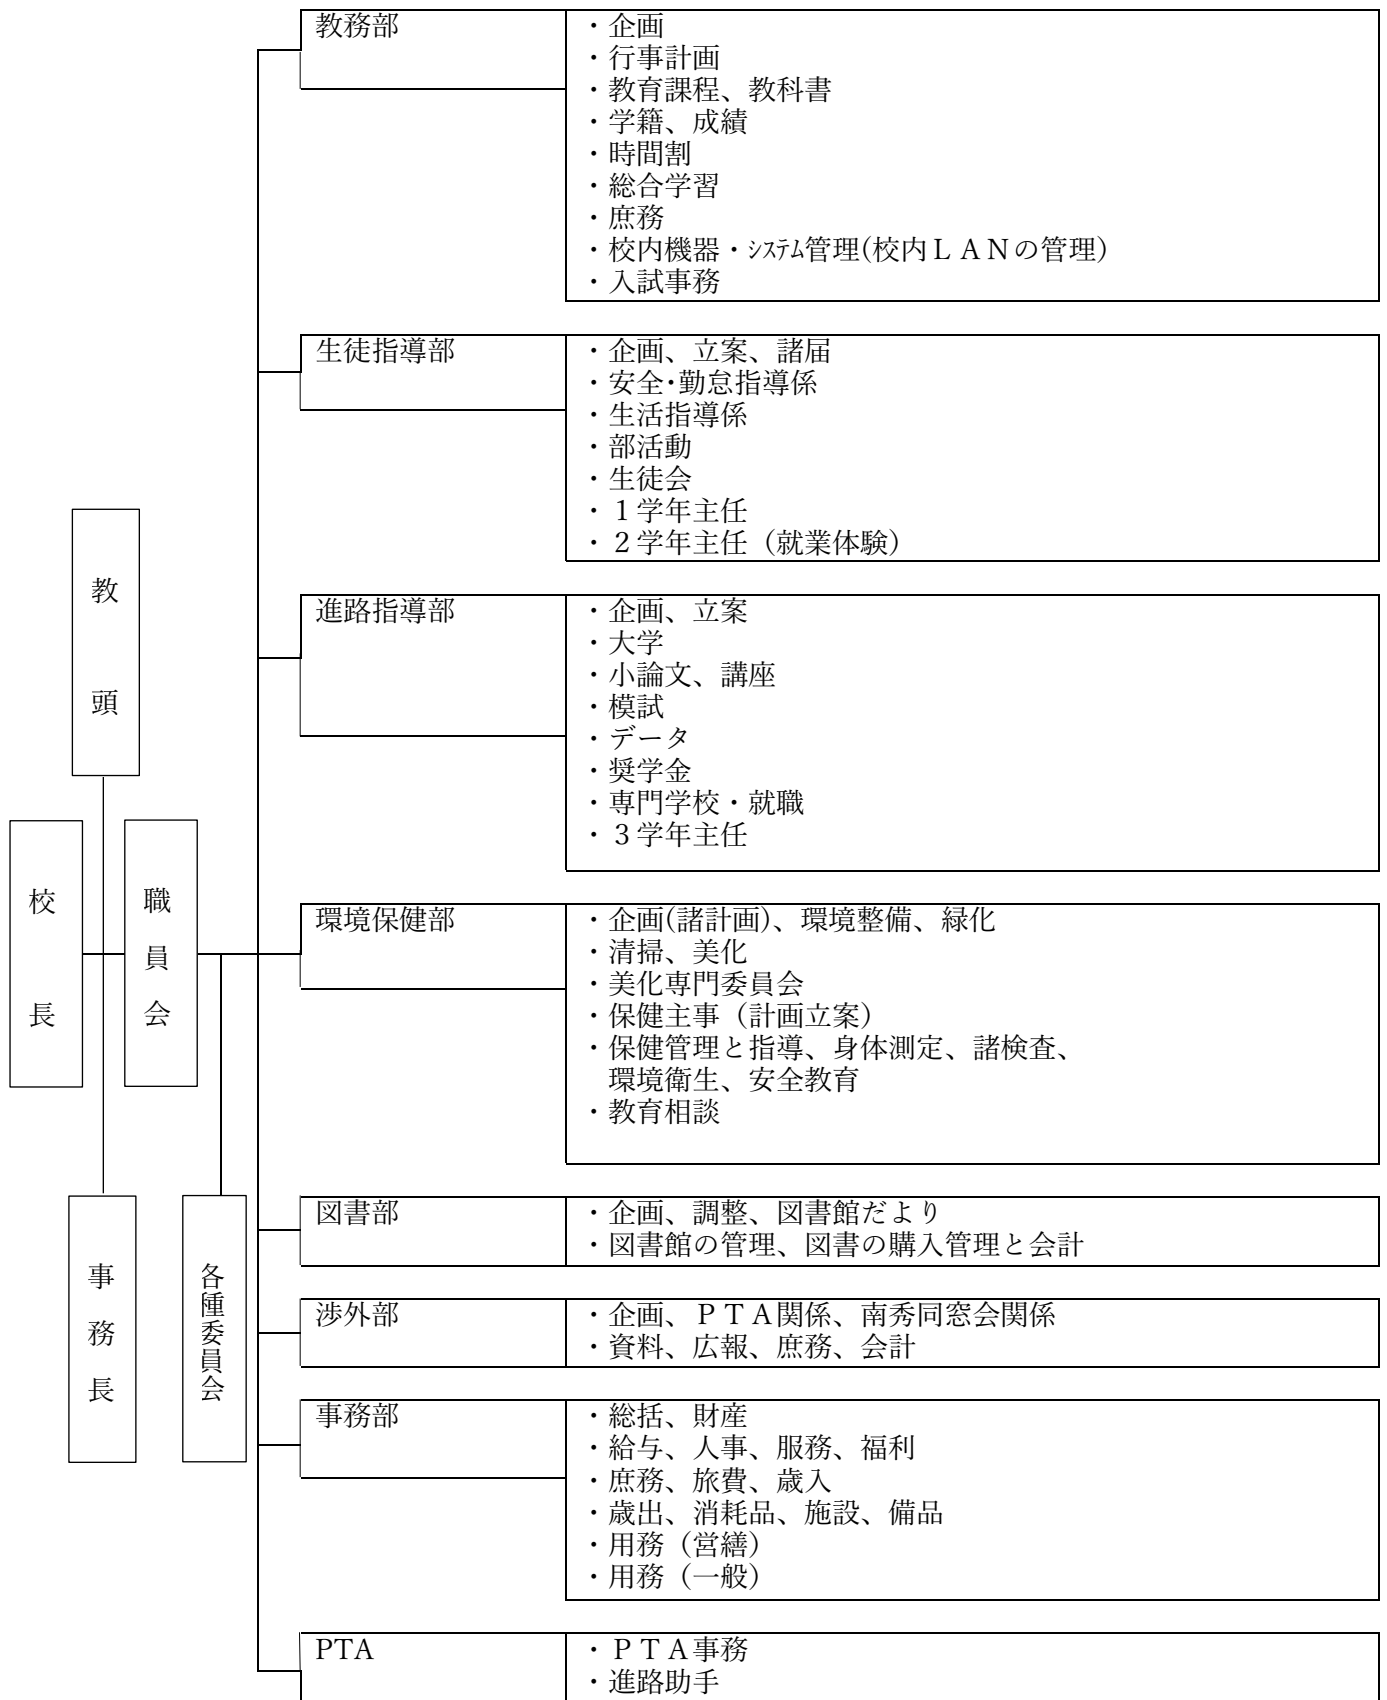 教頭
校長
職員会
事務長
各種委員会
教務部
・企画
・行事計画
・教育課程、教科書
・学籍、成績
・時間割
・総合学習
・庶務
・校内機器・ｼｽﾃﾑ管理(校内ＬＡＮの管理)
・入試事務
生徒指導部
・企画、立案、諸届
・安全･勤怠指導係
・生活指導係
・部活動
・生徒会
・１学年主任
・２学年主任（就業体験）
進路指導部
・企画、立案
・大学
・小論文、講座
・模試
・データ
・奨学金
・専門学校・就職
・３学年主任
環境保健部
・企画(諸計画)、環境整備、緑化
・清掃、美化
・美化専門委員会
・保健主事（計画立案）
・保健管理と指導、身体測定、諸検査、
環境衛生、安全教育
・教育相談
図書部
・企画、調整、図書館だより
・図書館の管理、図書の購入管理と会計
渉外部
・企画、ＰＴＡ関係、南秀同窓会関係
・資料、広報、庶務、会計
事務部
・総括、財産
・給与、人事、服務、福利
・庶務、旅費、歳入
・歳出、消耗品、施設、備品
・用務（営繕）
・用務（一般）
PTA
・ＰＴＡ事務
・進路助手